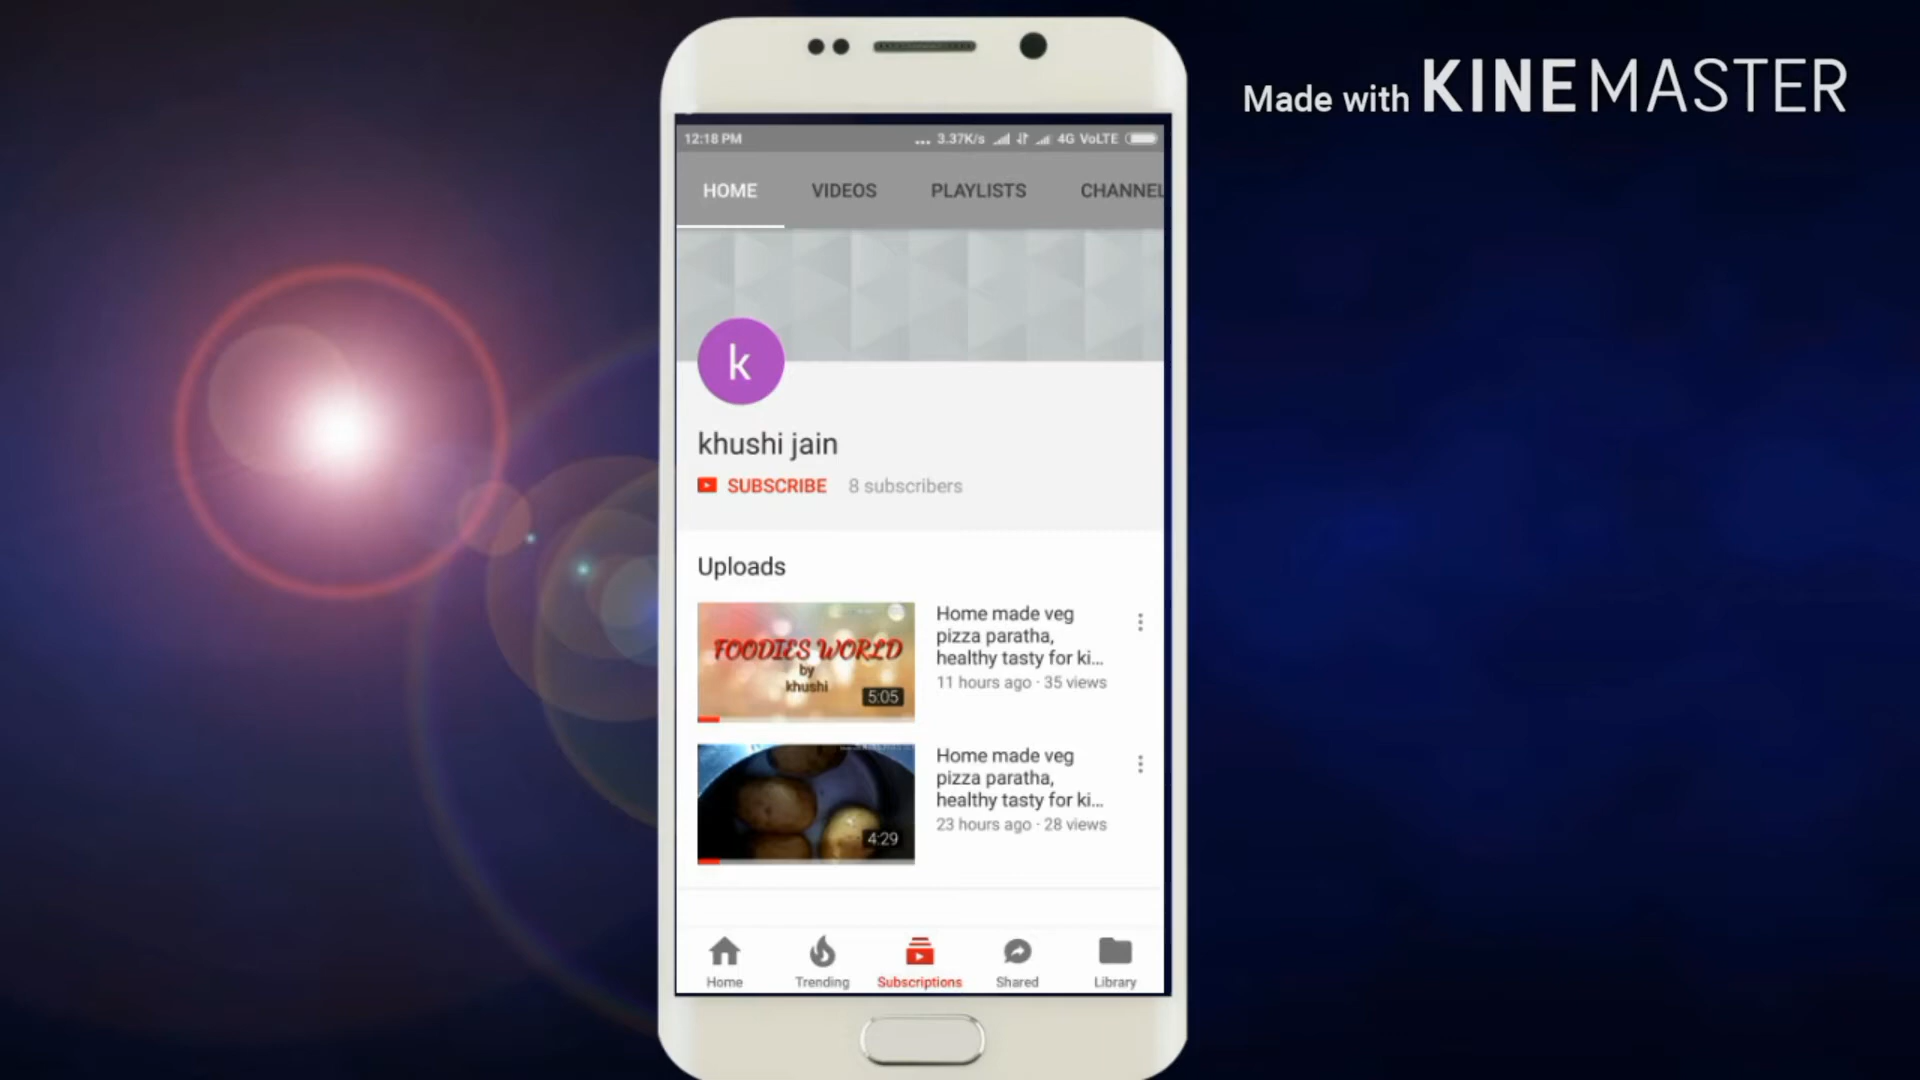 Made with KINEMASTER
12:18 PM ... 3.37K/s 4G VoLTE
HOME VIDEOS PLAYLISTS CHANNEL
k
khushi jain
SUBSCRIBE 8 subscribers
Uploads
FOODIES WORLD
by
khushi
5:05
Home made veg
pizza paratha,
healthy tasty for ki...
11 hours ago · 35 views
4:29
Home made veg
pizza paratha,
healthy tasty for ki...
23 hours ago · 28 views
Home Trending Subscriptions Shared Library